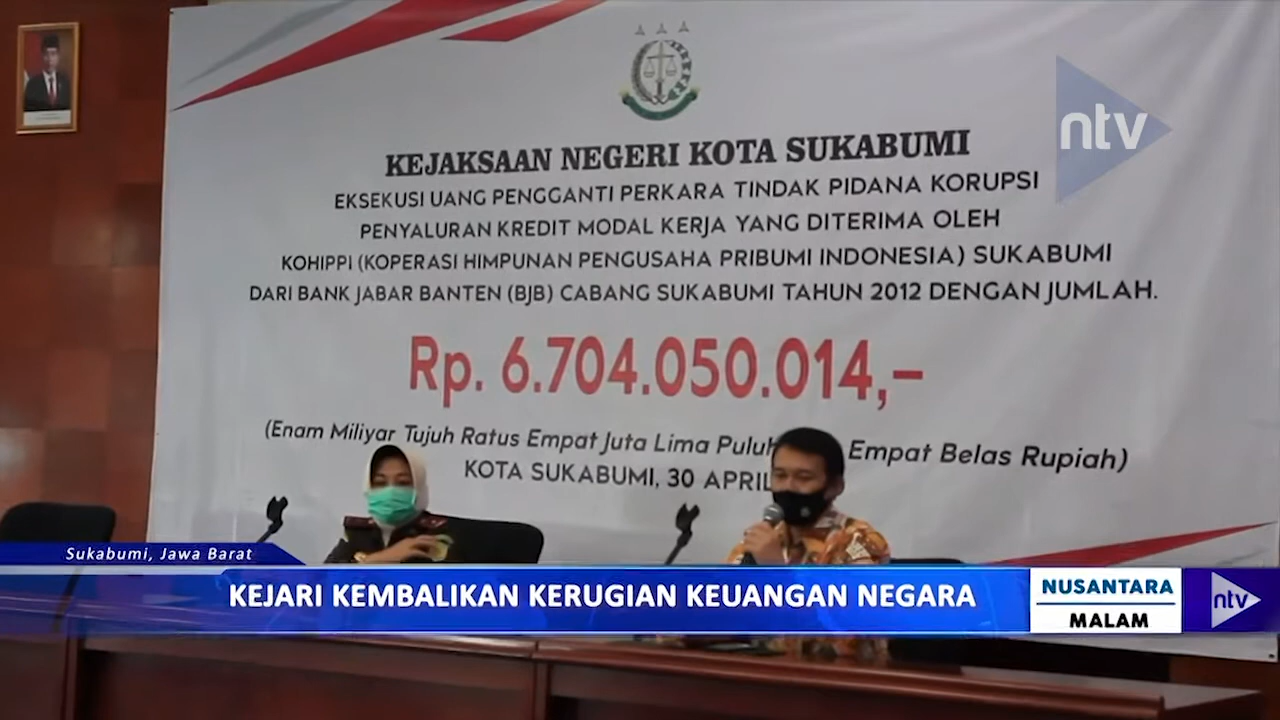 ntv
KEJAKSAAN NEGERI KOTA SUKABUMI
EKSEKUSI UANG PENGGANTI PERKARA TINDAK PIDANA KORUPSI
PENYALURAN KREDIT MODAL KERJA YANG DITERIMA OLEH
KOHIPPI (KOPERASI HIMPUNAN PENGUSAHA PRIBUMI INDONESIA) SUKABUMI
DARI BANK JABAR BANTEN (BJB) CABANG SUKABUMI TAHUN 2012 DENGAN JUMLAH.
Rp. 6.704.050.014,-
(Enam Miliyar Tujuh Ratus Empat Juta Lima Puluh Empat Belas Rupiah)
KOTA SUKABUMI, 30 APRIL
Sukabumi, Jawa Barat
KEJARI KEMBALIKAN KERUGIAN KEUANGAN NEGARA
NUSANTARA
MALAM
ntv